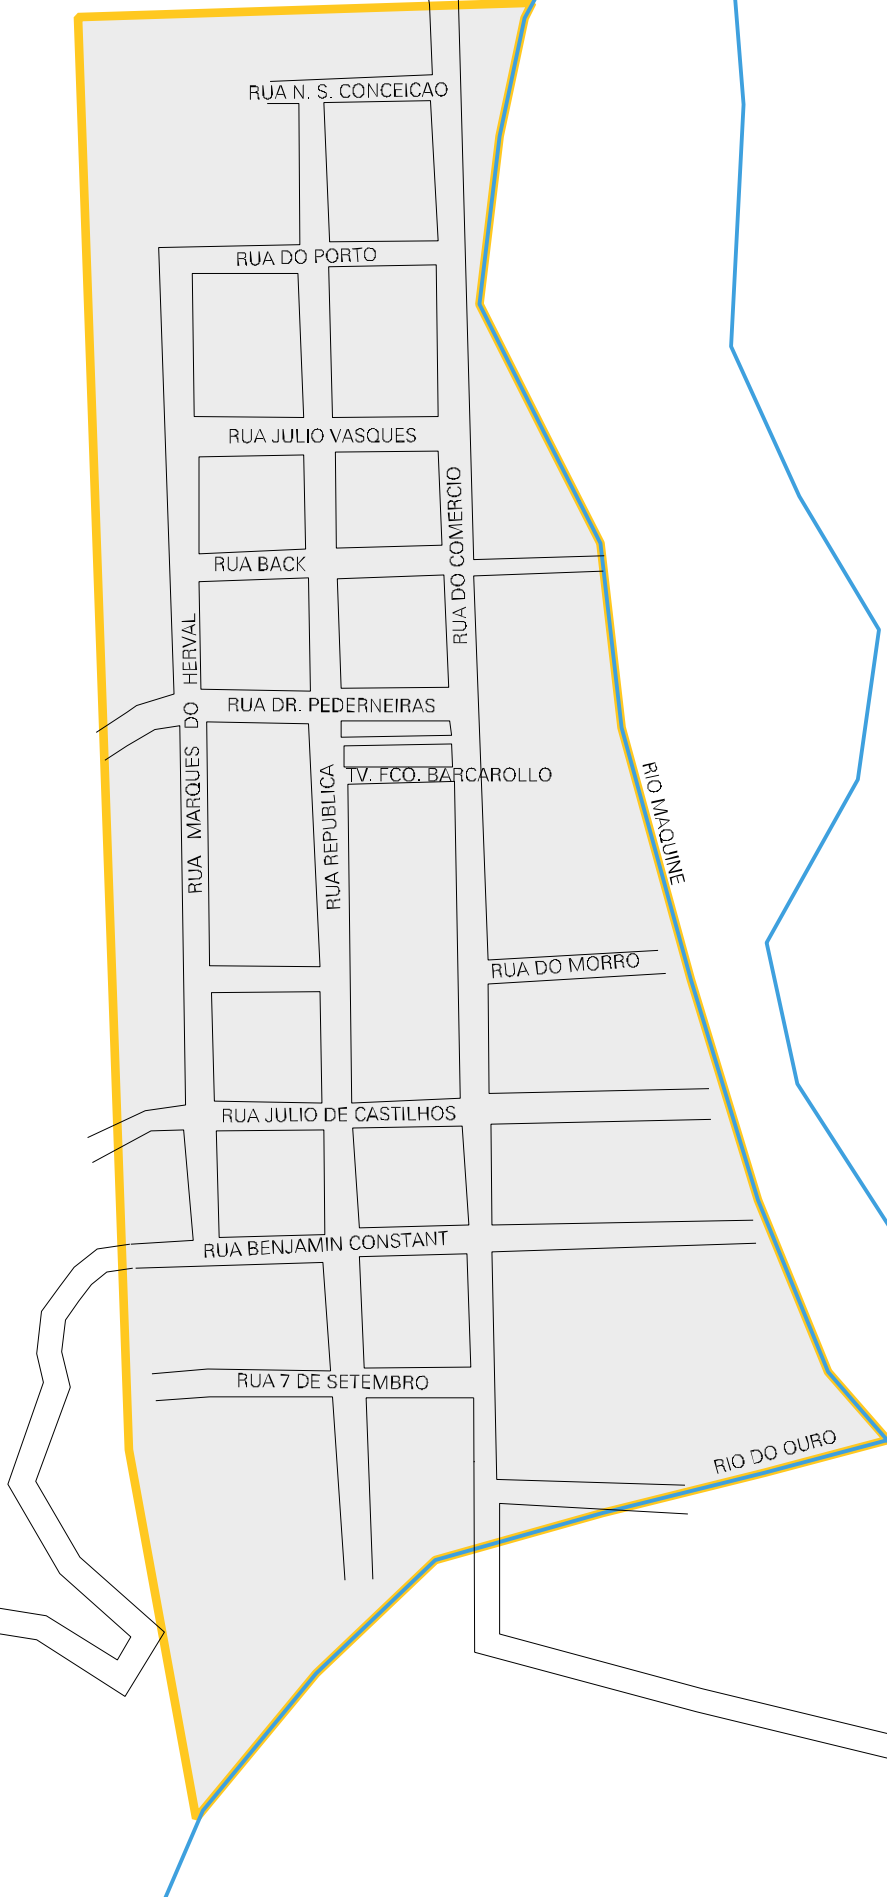 RUA N. S. CONCEICAO
RUA DO PORTO
RUA JULIO VASQUES
RUA DO COMERCIO
RUA BACK
RUA MARQUES DO HERVAL
RUA DR. PEDERNEIRAS
TV. FCO. BARCAROLLO
RUA REPUBLICA
RIO MAQUINE
RUA DO MORRO
RUA JULIO DE CASTILHOS
RUA BENJAMIN CONSTANT
RUA 7 DE SETEMBRO
RIO DO OURO